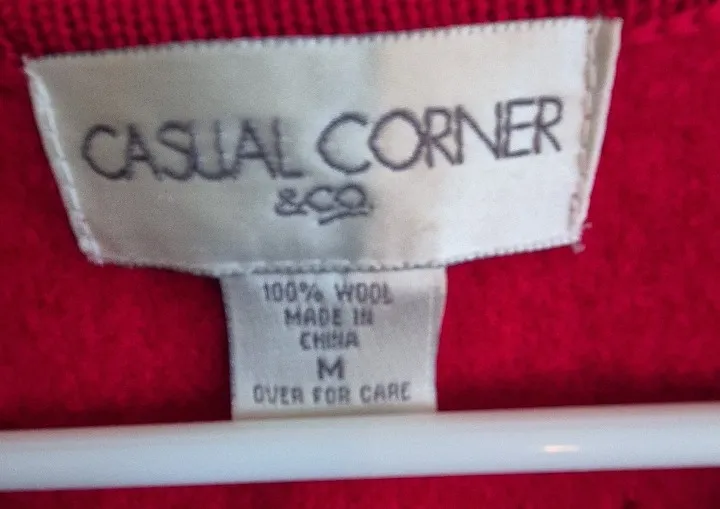 CASUAL CORNER
&CO.
100% WOOL
MADE IN
CHINA
M
OVER FOR CARE